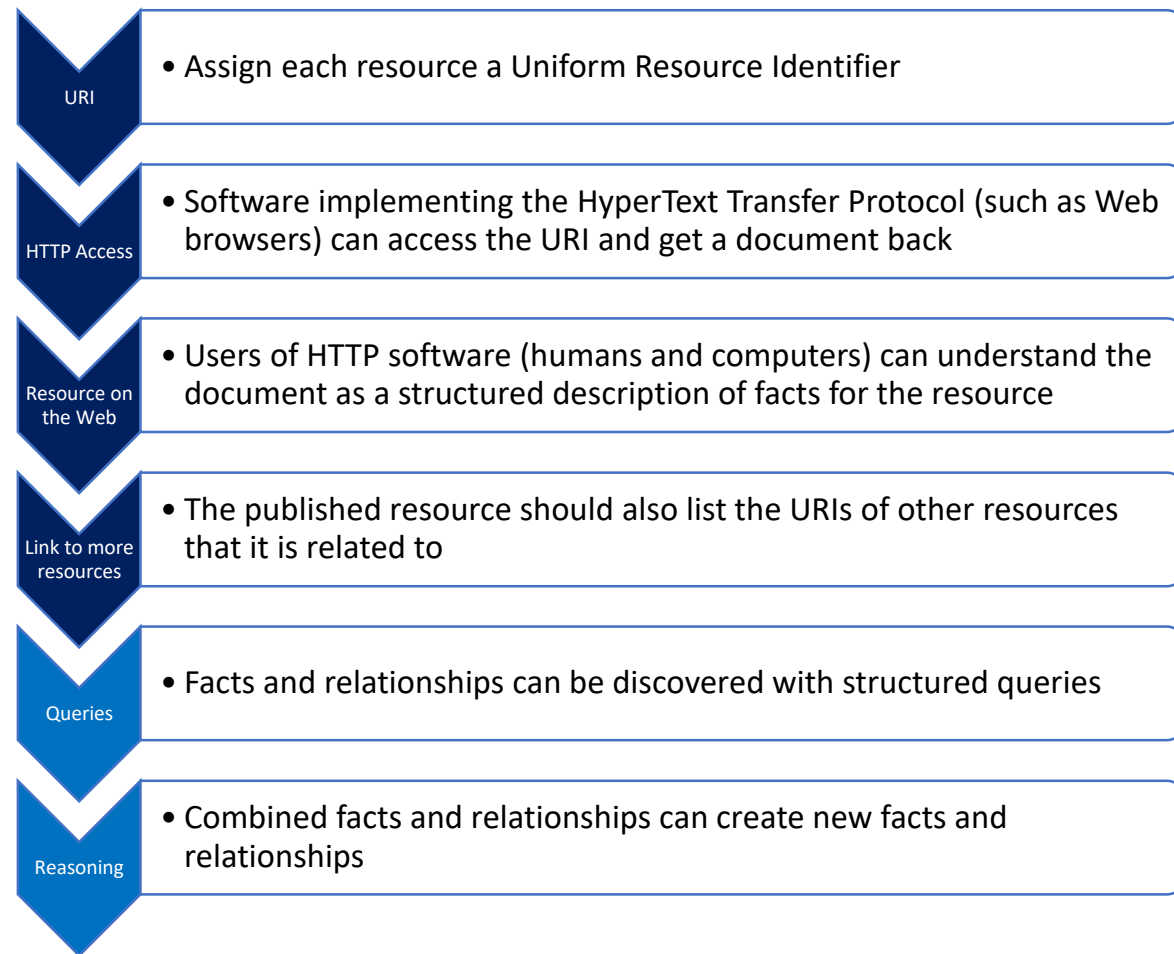 URI
• Assign each resource a Uniform Resource Identifier
HTTP Access
• Software implementing the HyperText Transfer Protocol (such as Web
browsers) can access the URI and get a document back
Resource on
the Web
• Users of HTTP software (humans and computers) can understand the
document as a structured description of facts for the resource
Link to more
resources
• The published resource should also list the URIs of other resources
that it is related to
Queries
• Facts and relationships can be discovered with structured queries
Reasoning
• Combined facts and relationships can create new facts and
relationships